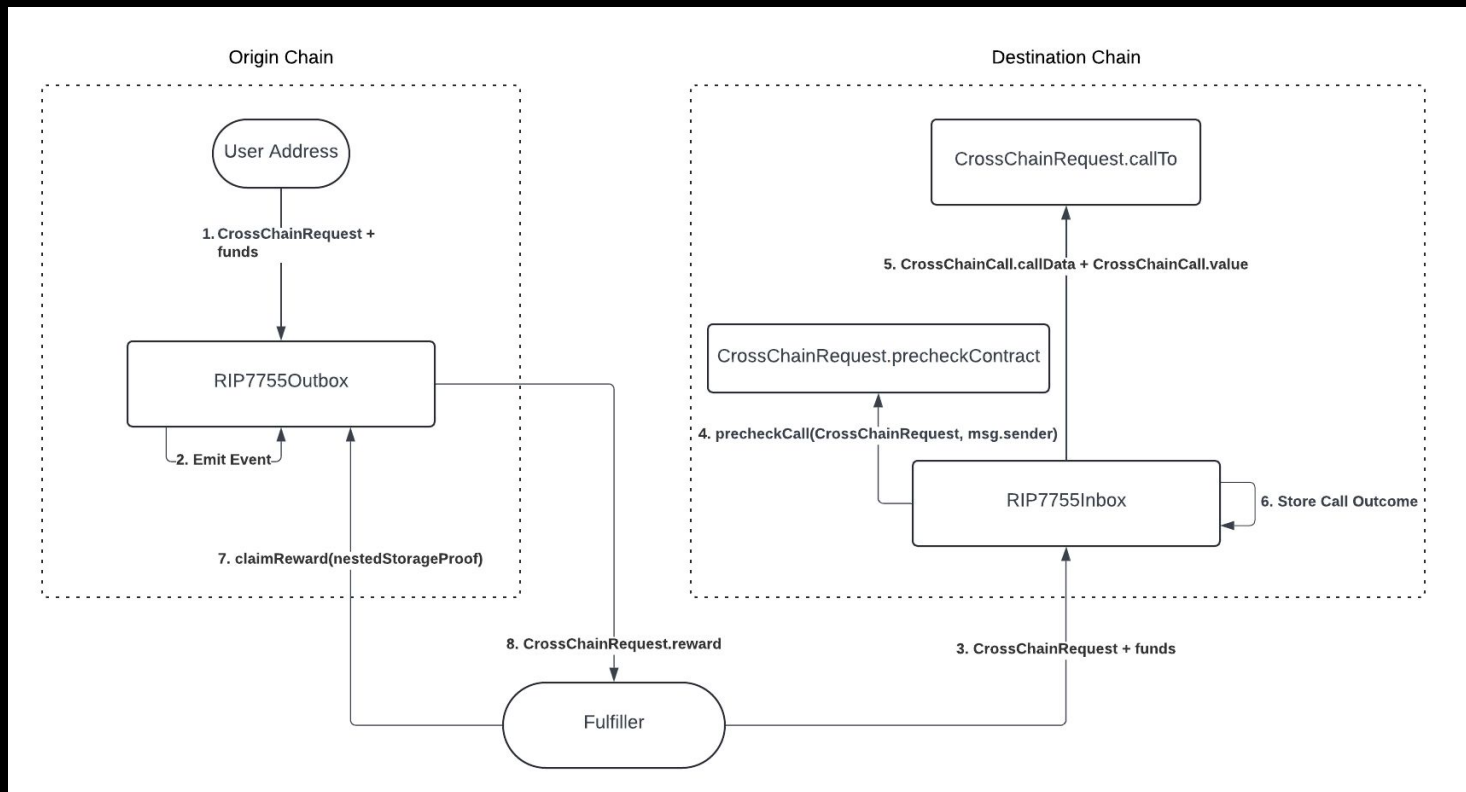 Origin Chain
Destination Chain
User Address
CrossChainRequest.callTo
1. CrossChainRequest +
funds
5. CrossChainCall.callData + CrossChainCall.value
CrossChainRequest.precheckContract
RIP7755Outbox
4. precheckCall(CrossChainRequest, msg.sender)
2. Emit Event
RIP7755Inbox
6. Store Call Outcome
7. claimReward(nestedStorageProof)
8. CrossChainRequest.reward
3. CrossChainRequest + funds
Fulfiller